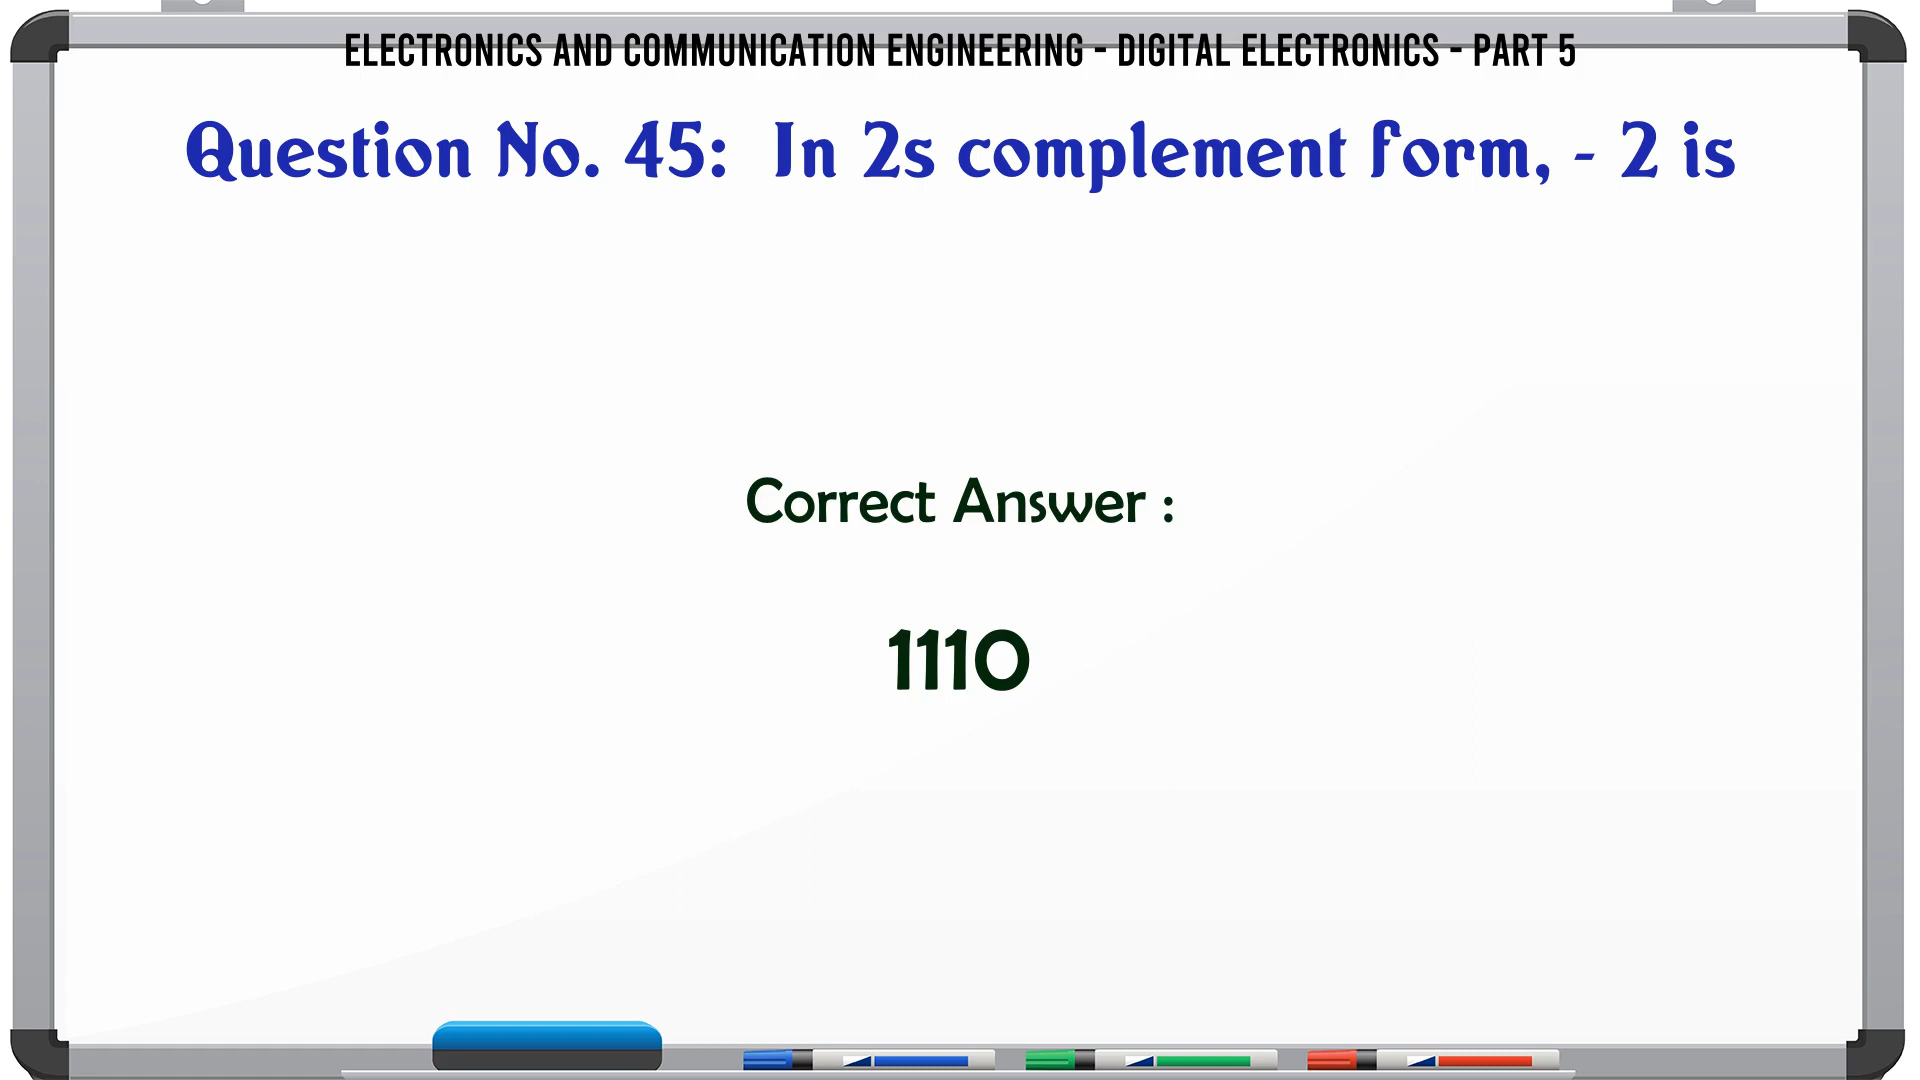 ELECTRONICS AND COMMUNICATION ENGINEERING - DIGITAL ELECTRONICS - PART 5
Question No. 45: In 2s complement form, - 2 is
Correct Answer :
1110